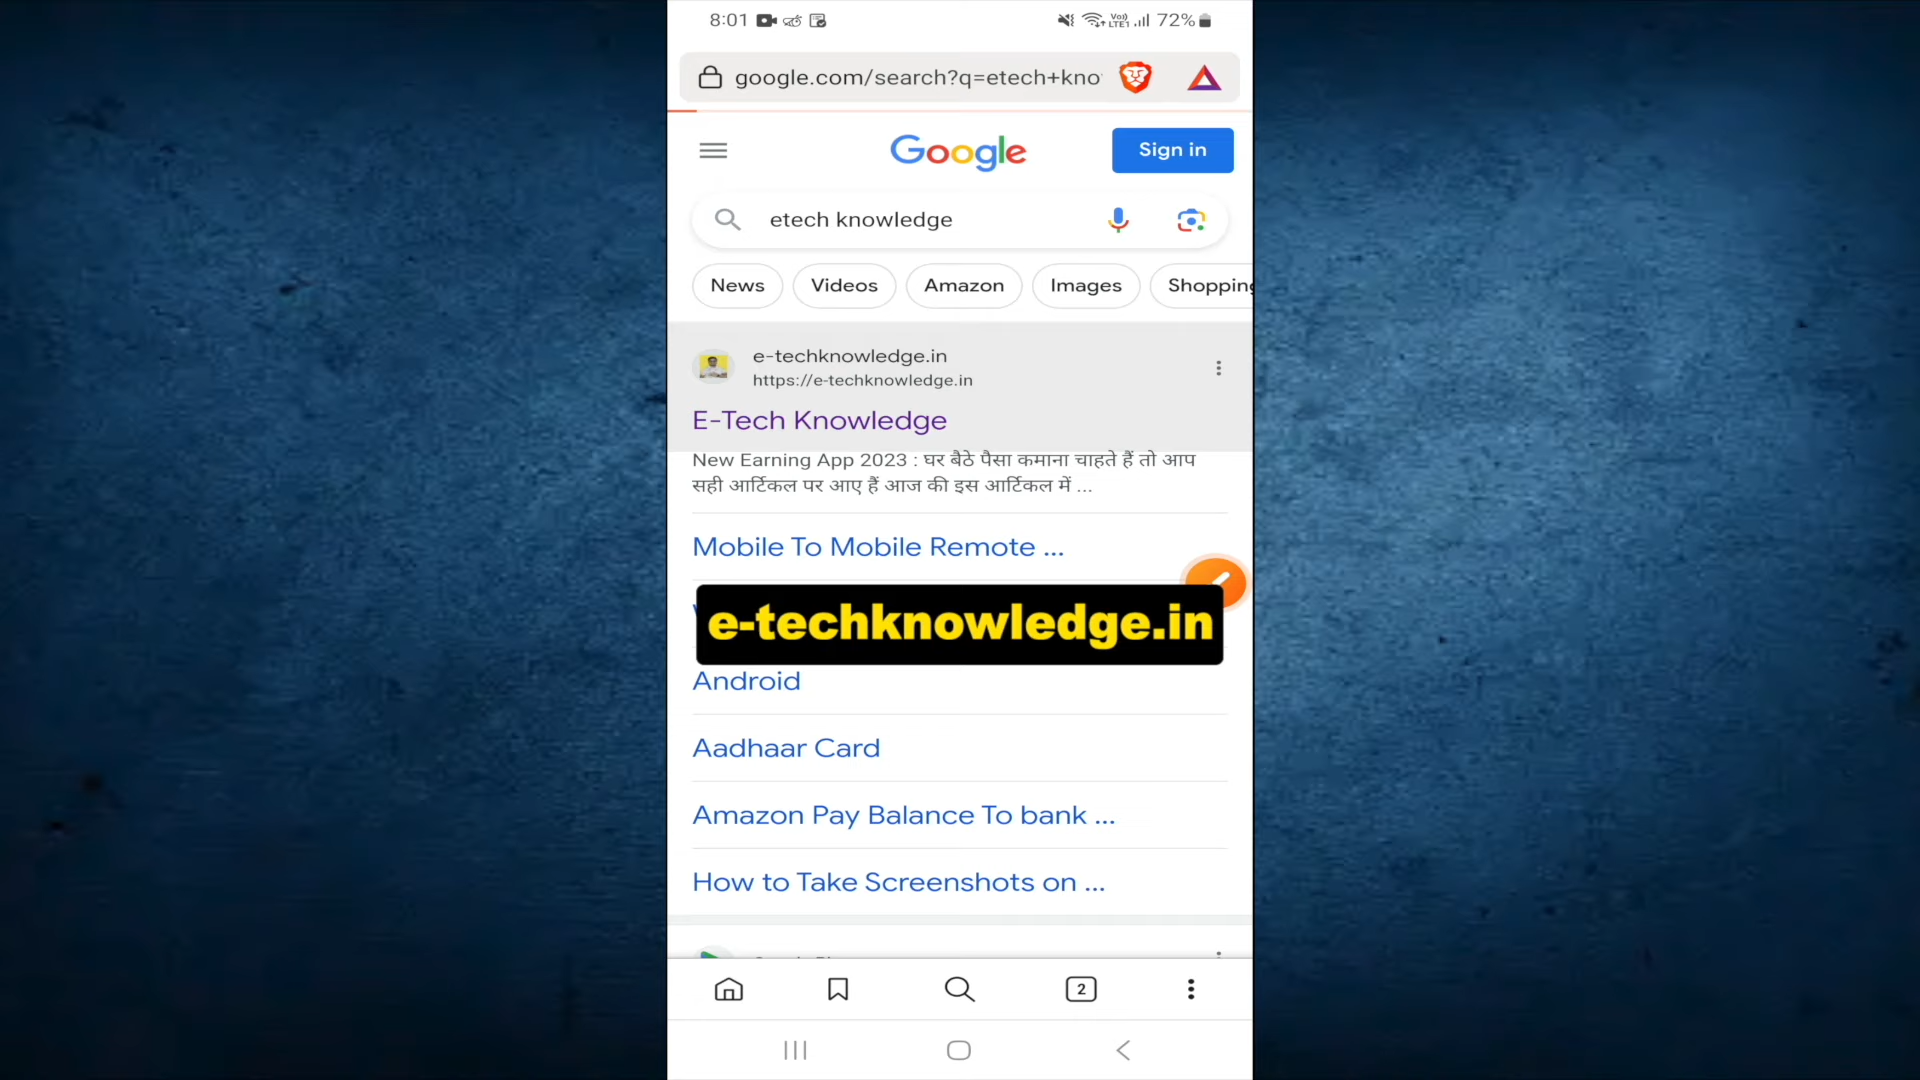 8:01
Vo))
LTE1
72%
google.com/search?q=etech+kno
Google
Sign in
etech knowledge
News
Videos
Amazon
Images
Shopping
e-techknowledge.in
https://e-techknowledge.in
E-Tech Knowledge
New Earning App 2023 : घर बैठे पैसा कमाना चाहते हैं तो आप
सही आर्टिकल पर आए हैं आज की इस आर्टिकल में ...
Mobile To Mobile Remote ...
e-techknowledge.in
Android
Aadhaar Card
Amazon Pay Balance To bank ...
How to Take Screenshots on ...
2